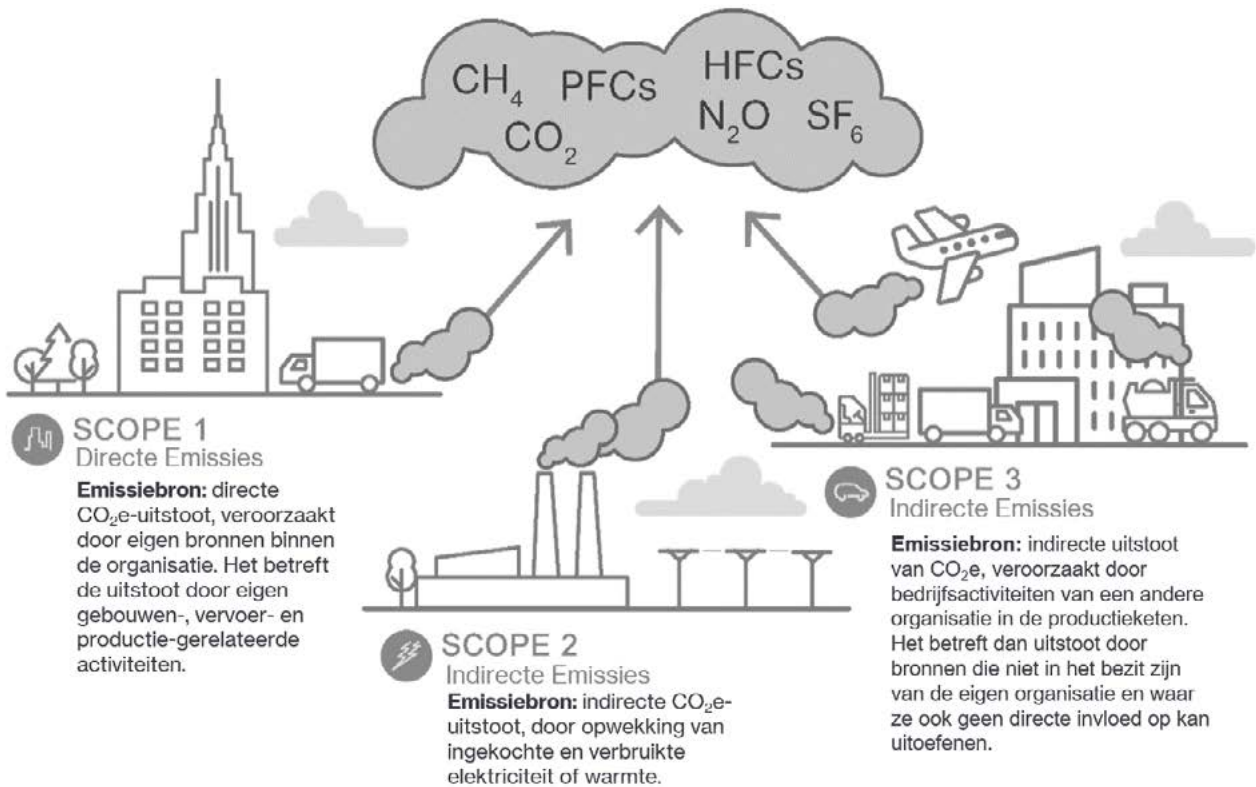 CH₄ PFCs HFCs
CO₂ N₂O SF₆
SCOPE 1
Directe Emissies
Emissiebron: directe
CO₂e-uitstoot, veroorzaakt
door eigen bronnen binnen
de organisatie. Het betreft
de uitstoot door eigen
gebouwen-, vervoer- en
productie-gerelateerde
activiteiten.
SCOPE 2
Indirecte Emissies
Emissiebron: indirecte CO₂e-
uitstoot, door opwekking van
ingekochte en verbruikte
elektriciteit of warmte.
SCOPE 3
Indirecte Emissies
Emissiebron: indirecte uitstoot
van CO₂e, veroorzaakt door
bedrijfsactiviteiten van een andere
organisatie in de productieketen.
Het betreft dan uitstoot door
bronnen die niet in het bezit zijn
van de eigen organisatie en waar
ze ook geen directe invloed op kan
uitoefenen.